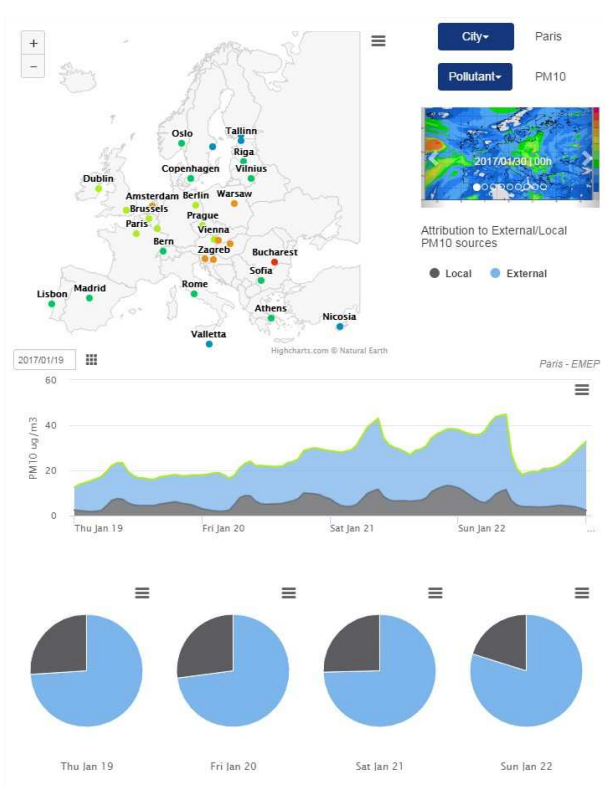 +
−
City
Paris
Pollutant
PM10
2017/01/30 | 00h
Attribution to External/Local
PM10 sources
Local
External
Oslo
Tallinn
Riga
Copenhagen
Vilnius
Dublin
Amsterdam
Berlin
Warsaw
Brussels
Prague
Paris
Vienna
Bern
Zagreb
Bucharest
Sofia
Rome
Madrid
Lisbon
Athens
Nicosia
Valletta
Highcharts.com © Natural Earth
2017/01/19
Paris - EMEP
PM10 ug/m3
60
40
20
0
Thu Jan 19
Fri Jan 20
Sat Jan 21
Sun Jan 22
...
Thu Jan 19
Fri Jan 20
Sat Jan 21
Sun Jan 22